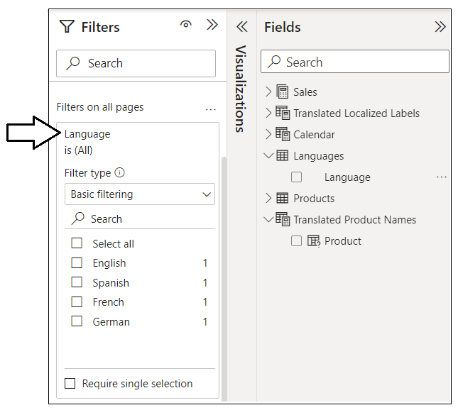 Filters
Search
Filters on all pages
...
Language
is (All)
Filter type
Basic filtering
Search
Select all
English 1
Spanish 1
French 1
German 1
Require single selection
Visualizations
Fields
Search
Sales
Translated Localized Labels
Calendar
Languages
Language ...
Products
Translated Product Names
Product